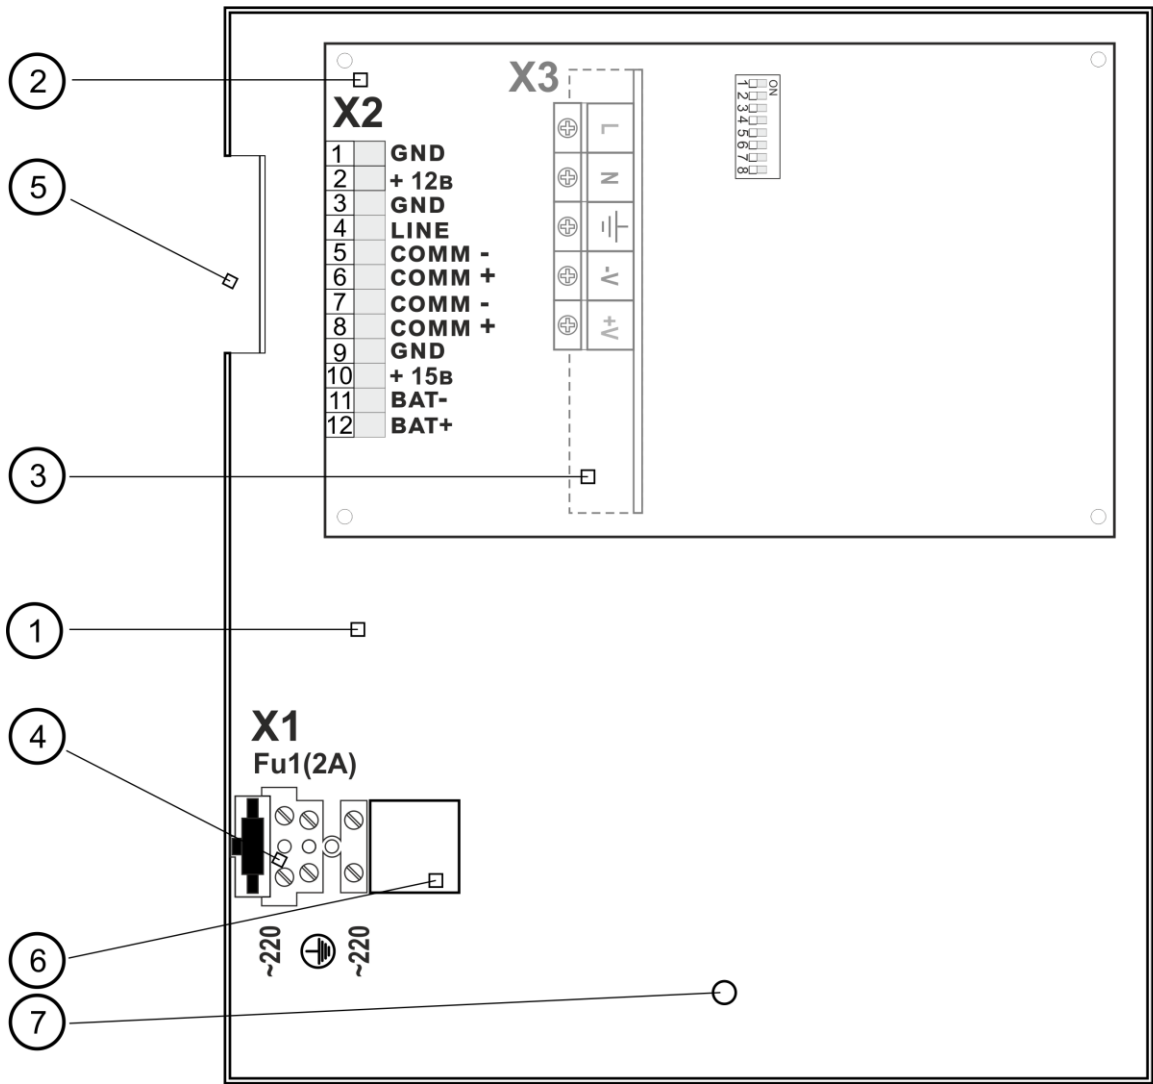 2
X2
X3
ON
1
2
3
4
5
6
7
8
1 GND
2 + 12В
3 GND
4 LINE
5 COMM -
6 COMM +
7 COMM -
8 COMM +
9 GND
10 + 15В
11 BAT-
12 BAT+
L
N
-V
+V
5
3
1
4
X1
Fu1(2A)
~220
~220
6
7